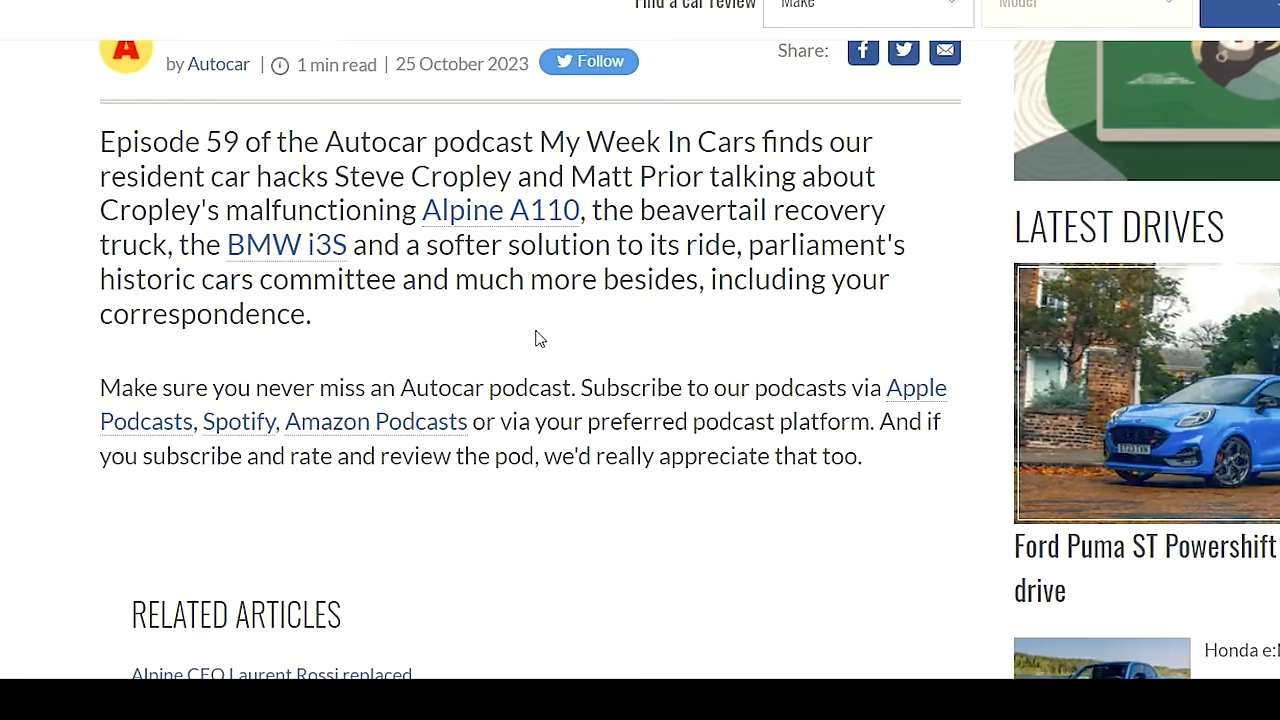 Find a car review
Make
Model
A
by Autocar | 1 min read | 25 October 2023
Follow
Share:
Episode 59 of the Autocar podcast My Week In Cars finds our
resident car hacks Steve Cropley and Matt Prior talking about
Cropley's malfunctioning Alpine A110, the beavertail recovery
truck, the BMW i3S and a softer solution to its ride, parliament's
historic cars committee and much more besides, including your
correspondence.
Make sure you never miss an Autocar podcast. Subscribe to our podcasts via Apple
Podcasts, Spotify, Amazon Podcasts or via your preferred podcast platform. And if
you subscribe and rate and review the pod, we'd really appreciate that too.
RELATED ARTICLES
Alpine CEO Laurent Rossi replaced
LATEST DRIVES
Ford Puma ST Powershift
drive
Honda e: